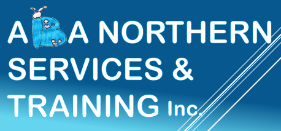 ABA NORTHERN
SERVICES &
TRAINING Inc.